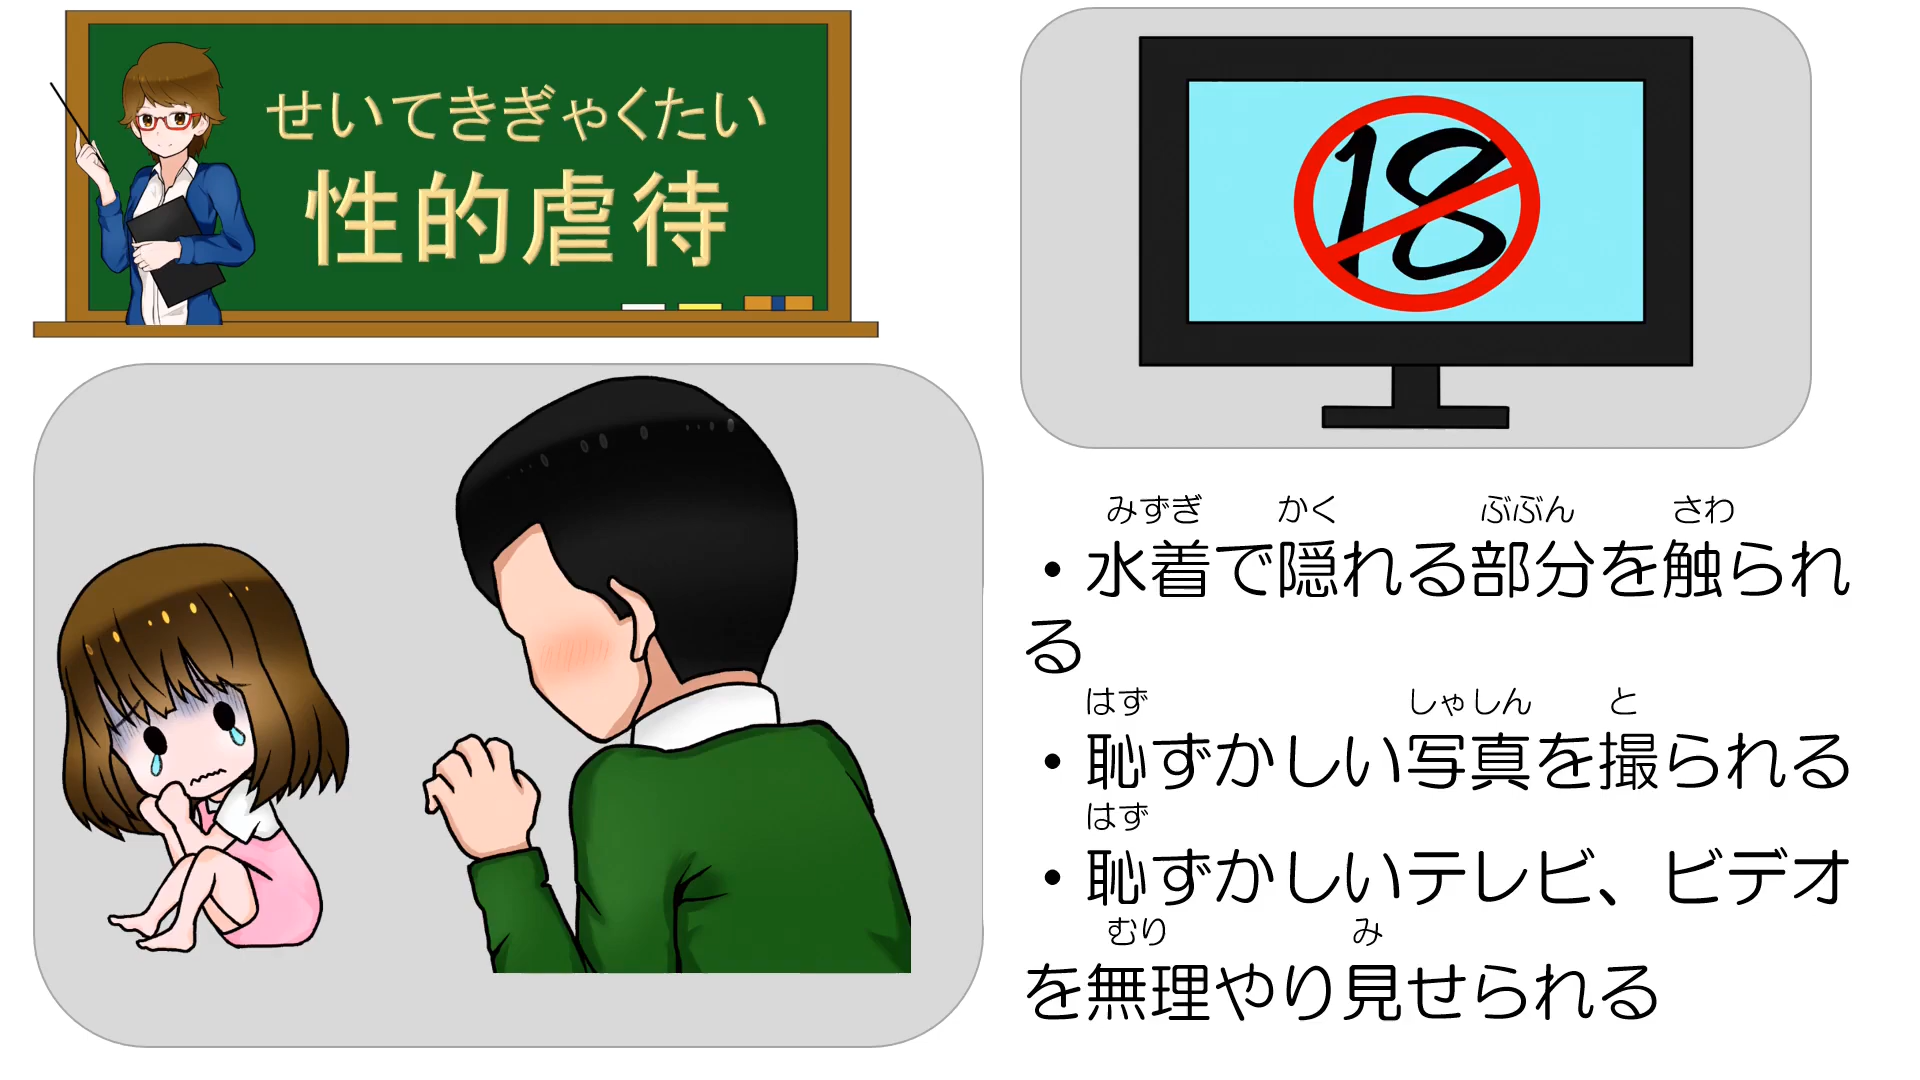 せいてきぎゃくたい
性的虐待
18
みずぎ かく ぶぶん さわ
・水着で隠れる部分を触られ
る
はず しゃしん と
・恥ずかしい写真を撮られる
はず
・恥ずかしいテレビ、ビデオ
むり み
を無理やり見せられる